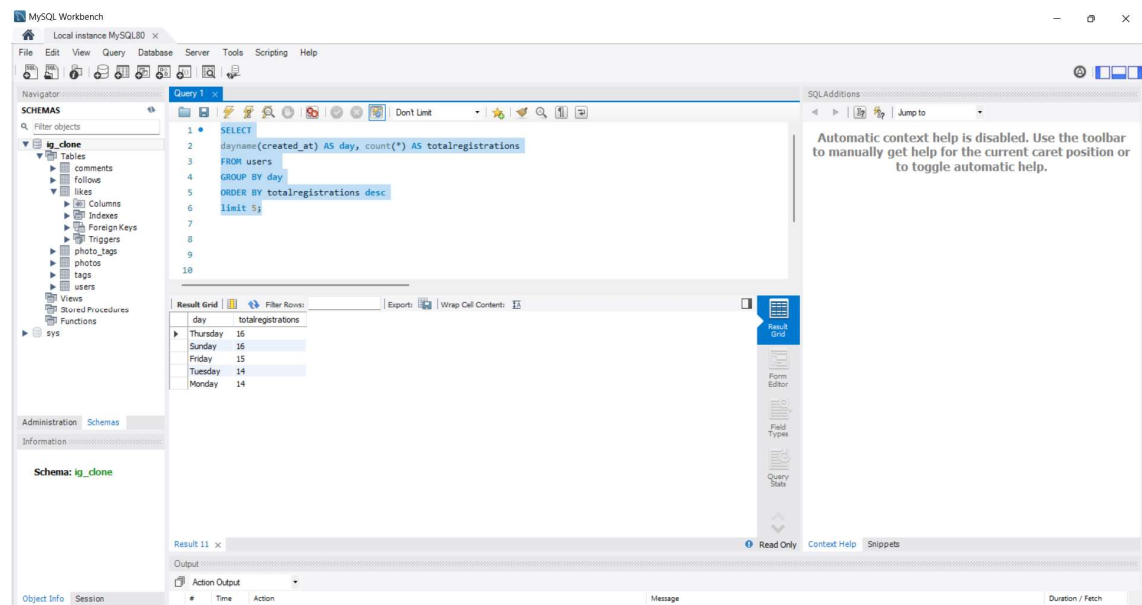 MySQL Workbench
Local instance MySQL80
File Edit View Query Database Server Tools Scripting Help
Navigator
SCHEMAS
Filter objects
ig_clone
Tables
comments
follows
likes
Columns
Indexes
Foreign Keys
Triggers
photo_tags
photos
tags
users
Views
Stored Procedures
Functions
sys
Administration Schemas
Information
Schema: ig_clone
Object Info Session
Query 1
Don't Limit
1 SELECT
2 dayname(created_at) AS day, count(*) AS totalregistrations
3 FROM users
4 GROUP BY day
5 ORDER BY totalregistrations desc
6 limit 5;
7
8
9
10
Result Grid Filter Rows: Export: Wrap Cell Content:
day totalregistrations
Thursday 16
Sunday 16
Friday 15
Tuesday 14
Monday 14
Result Grid
Form Editor
Field Types
Query Stats
Result 11
Read Only
Output
Action Output
# Time Action Message Duration / Fetch
SQLAdditions
Jump to
Automatic context help is disabled. Use the toolbar
to manually get help for the current caret position or
to toggle automatic help.
Context Help Snippets